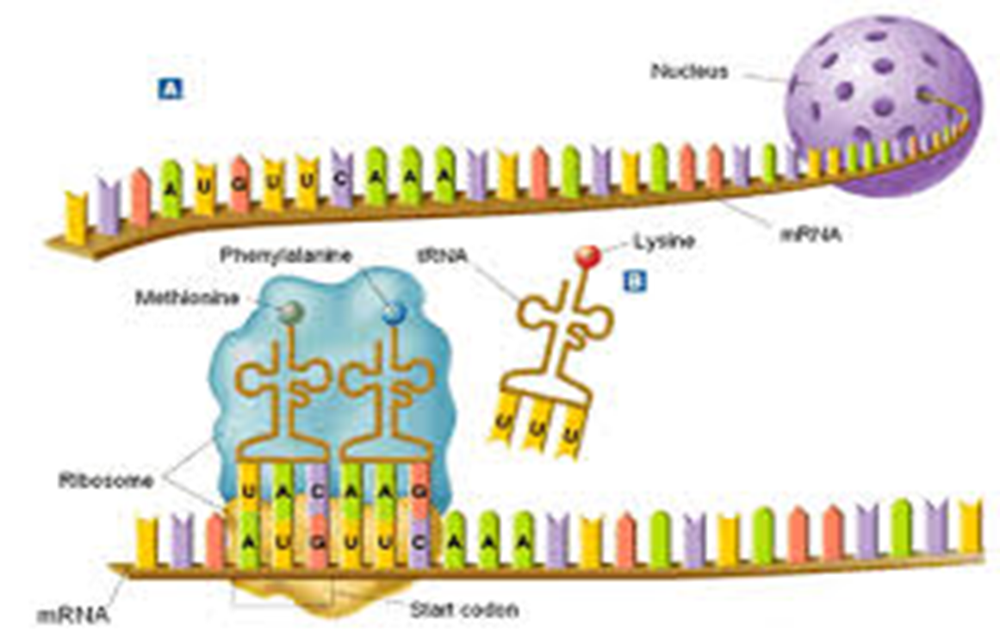 A
Nucleus
A U G U U C A A A
mRNA
Phenylalanine
tRNA
Lysine
B
Methionine
U U U
Ribosome
U A C A A G
A U G U U C A A A
mRNA
Start codon